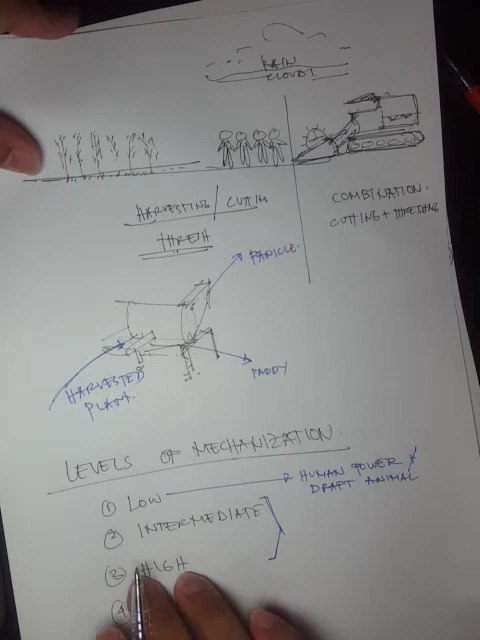 RAIN
CLOUD!
HARVESTING / CUTTING
THRESH
COMBINATION.
CUTTING + THRESHING
PANICLE.
HARVESTED
PADDY
LEVELS OF MECHANIZATION.
① LOW
HUMAN POWER /
DRAFT ANIMAL
② INTERMEDIATE
③ HIGH
④